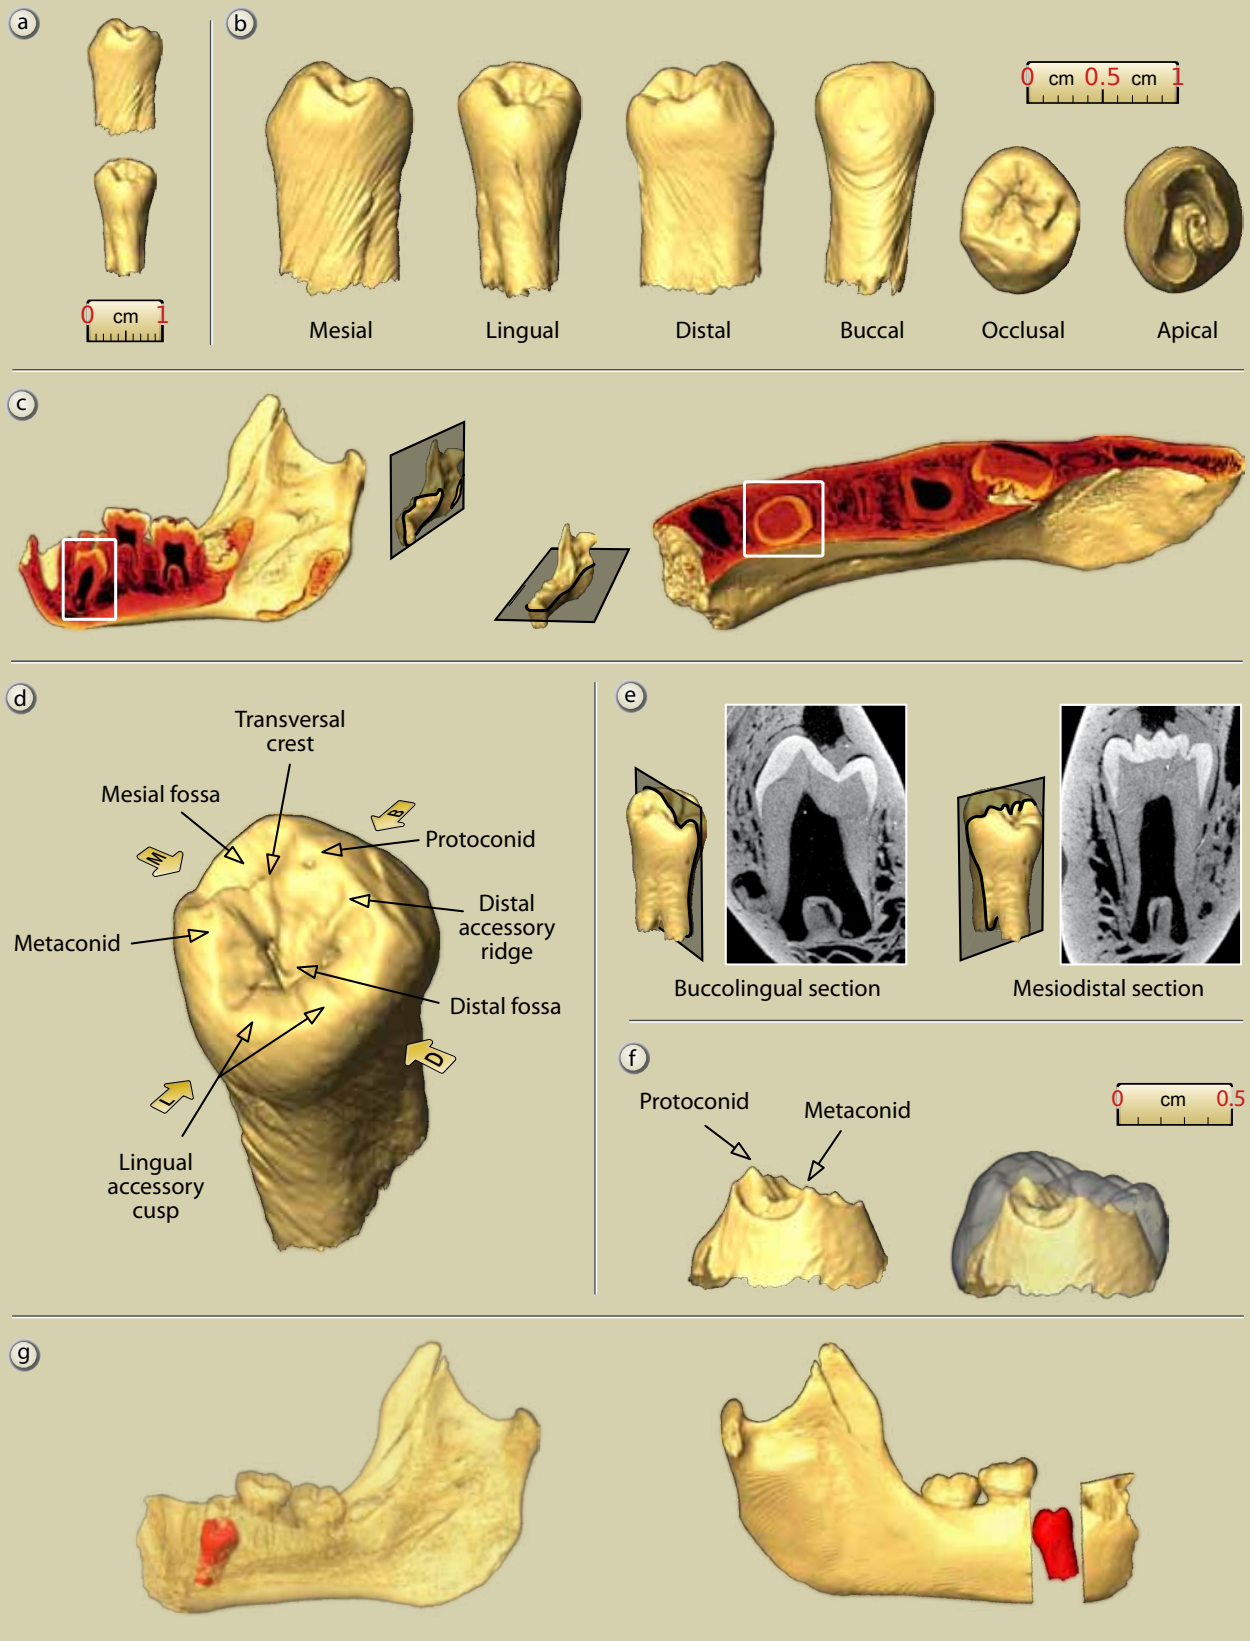 a
0 cm 1
b
0 cm 0.5 cm 1
Mesial
Lingual
Distal
Buccal
Occlusal
Apical
c
d
Transversal
crest
Mesial fossa
B
Protoconid
M
Distal
accessory
ridge
Metaconid
Distal fossa
D
L
Lingual
accessory
cusp
e
Buccolingual section
Mesiodistal section
f
Protoconid
Metaconid
0 cm 0.5
g